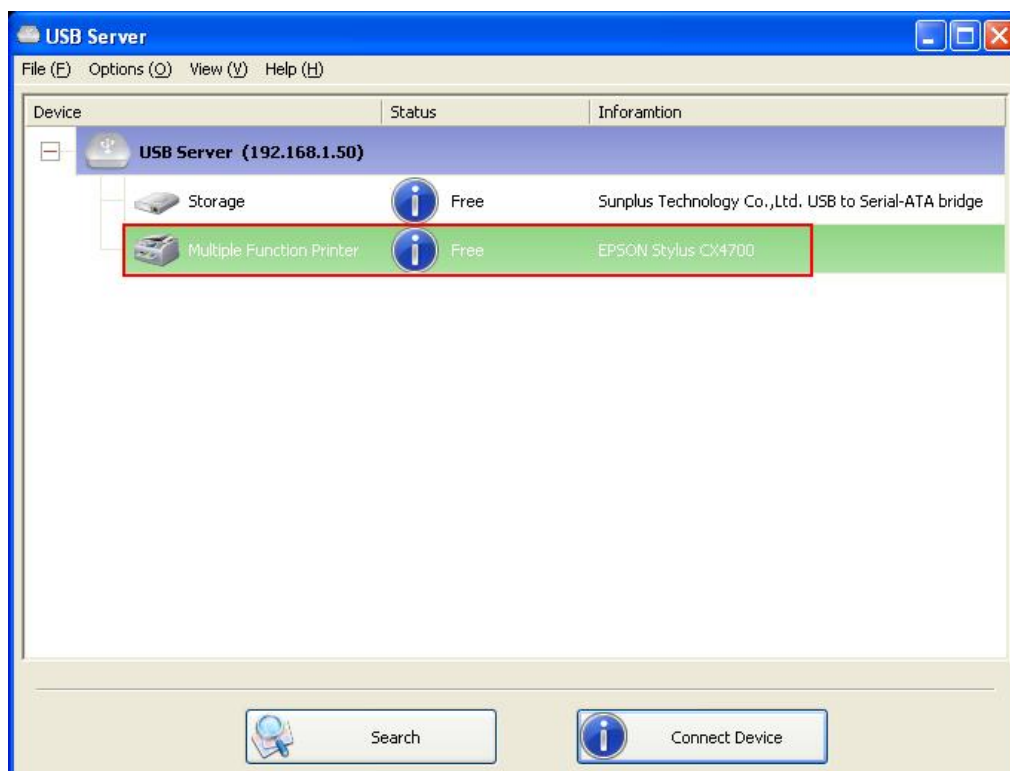 USB Server
File (F) Options (O) View (V) Help (H)
Device Status Inforamtion
USB Server (192.168.1.50)
Storage Free Sunplus Technology Co.,Ltd. USB to Serial-ATA bridge
Multiple Function Printer Free EPSON Stylus CX4700
Search Connect Device